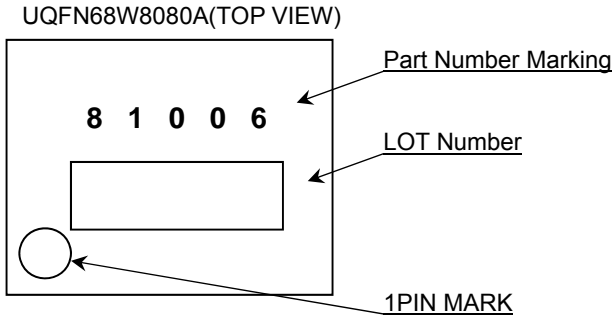 UQFN68W8080A(TOP VIEW)
Part Number Marking
8 1 0 0 6
LOT Number
1PIN MARK